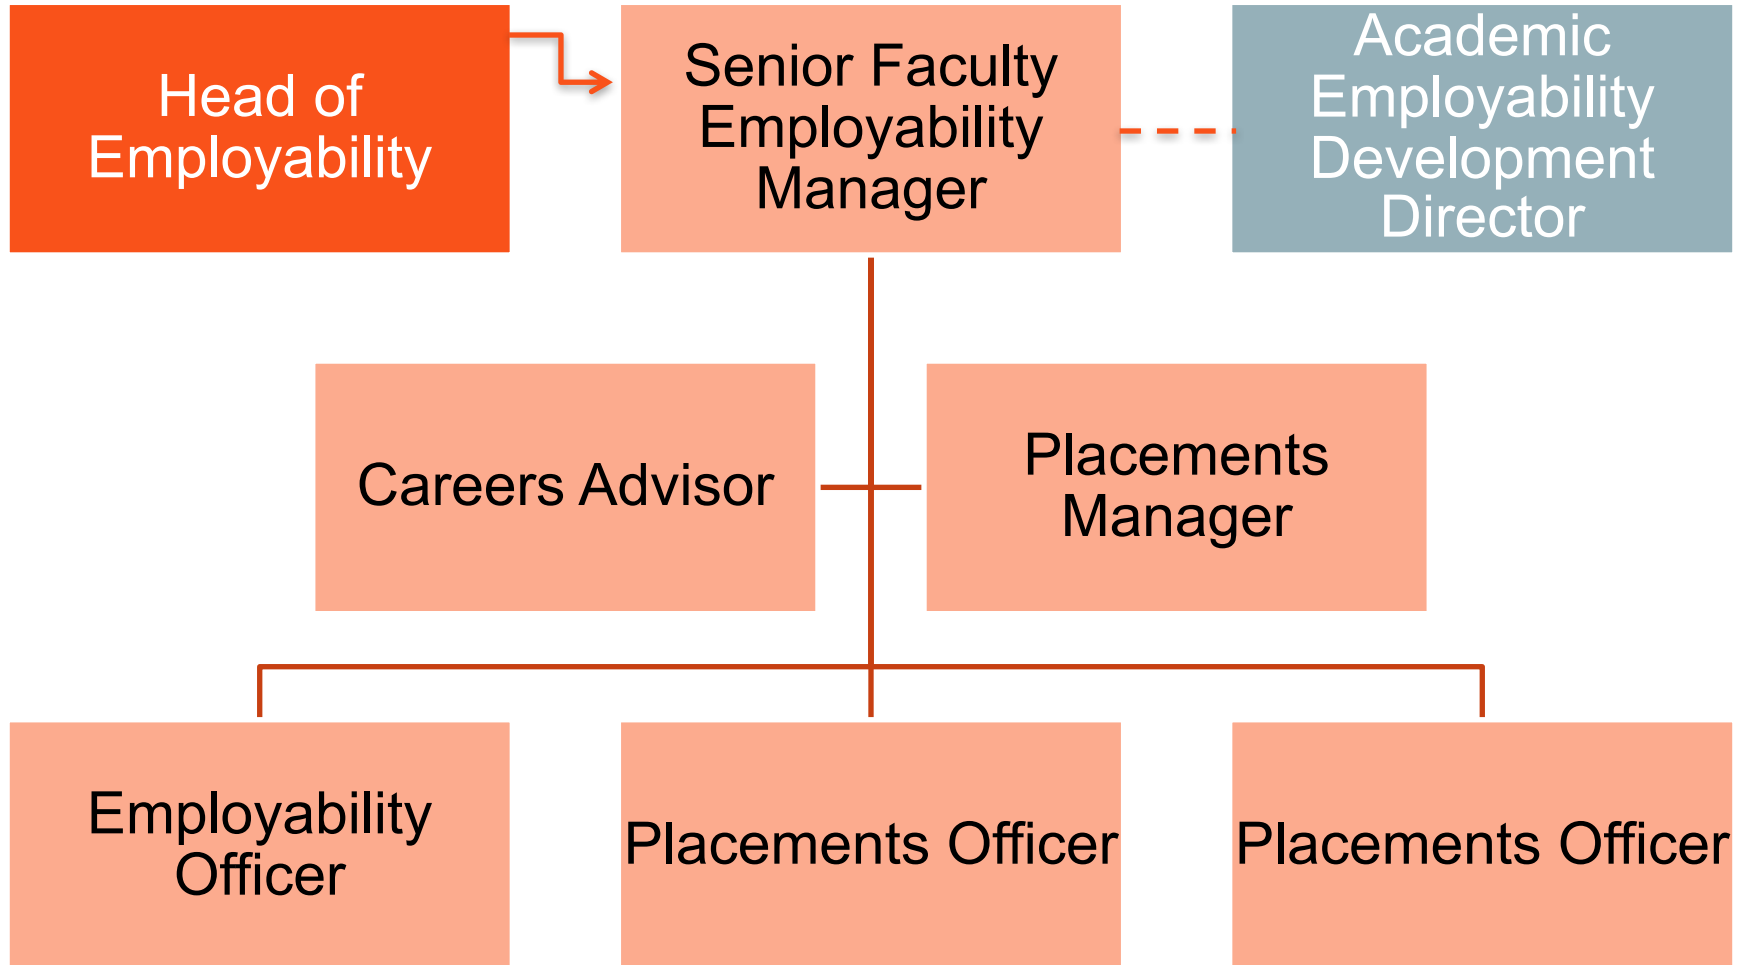 Head of
Employability
Senior Faculty
Employability
Manager
Academic
Employability
Development
Director
Careers Advisor
Placements
Manager
Employability
Officer
Placements Officer
Placements Officer